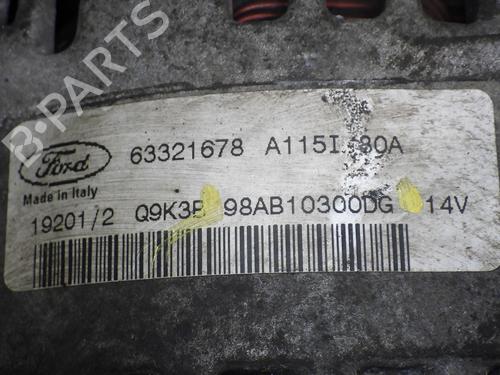 B-PARTS
Ford 63321678 A115I 80A
Made in Italy
19201/2 Q9K3B 98AB10300DG 14V